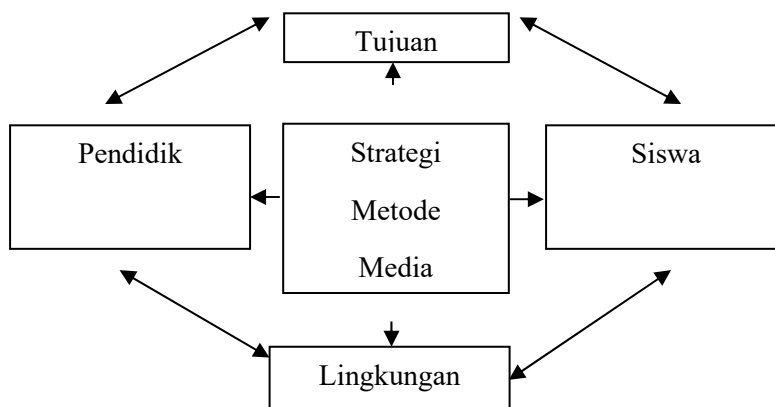 Tujuan
Pendidik
Strategi
Metode
Media
Siswa
Lingkungan